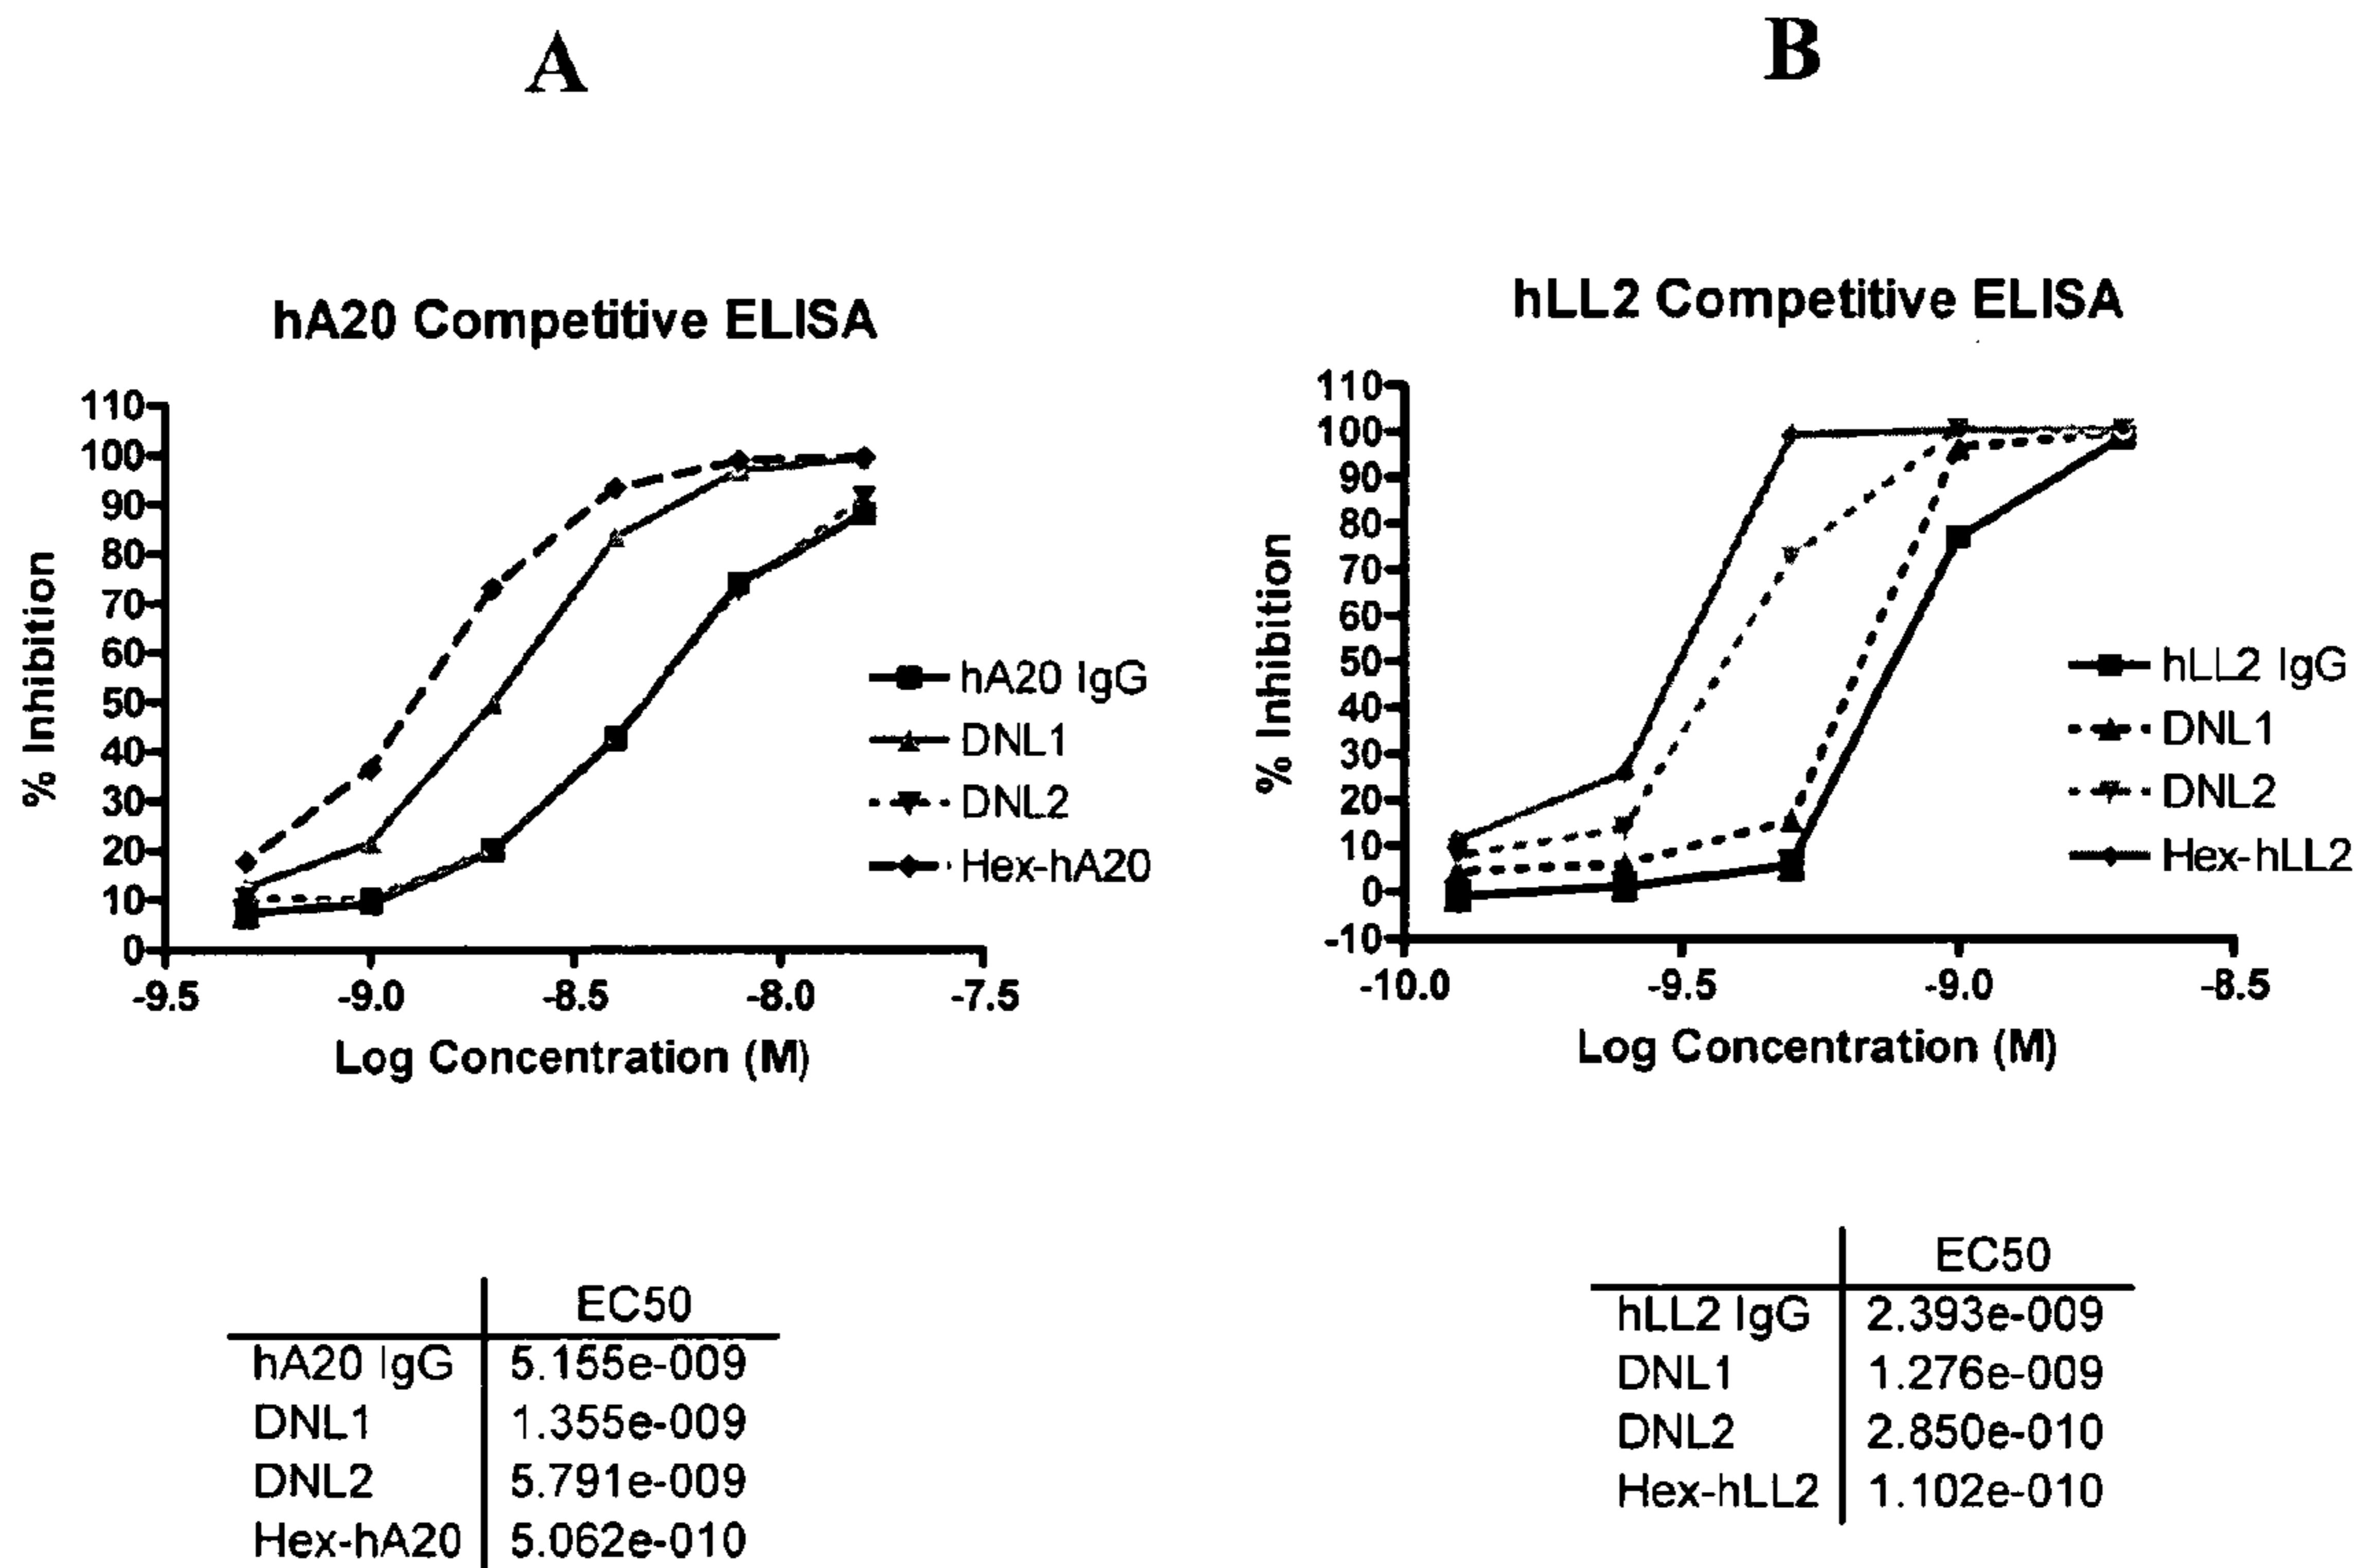 A
hA20 Competitive ELISA
110
100
90
80
70
60
50
40
30
20
10
0
% Inhibition
-9.5 -9.0 -8.5 -8.0 -7.5
Log Concentration (M)
hA20 IgG
DNL1
DNL2
Hex-hA20
EC50
hA20 IgG 5.155e-009
DNL1 1.355e-009
DNL2 5.791e-009
Hex-hA20 5.062e-010
B
hLL2 Competitive ELISA
110
100
90
80
70
60
50
40
30
20
10
0
-10
% Inhibition
-10.0 -9.5 -9.0 -8.5
Log Concentration (M)
hLL2 IgG
DNL1
DNL2
Hex-hLL2
EC50
hLL2 IgG 2.393e-009
DNL1 1.276e-009
DNL2 2.850e-010
Hex-hLL2 1.102e-010